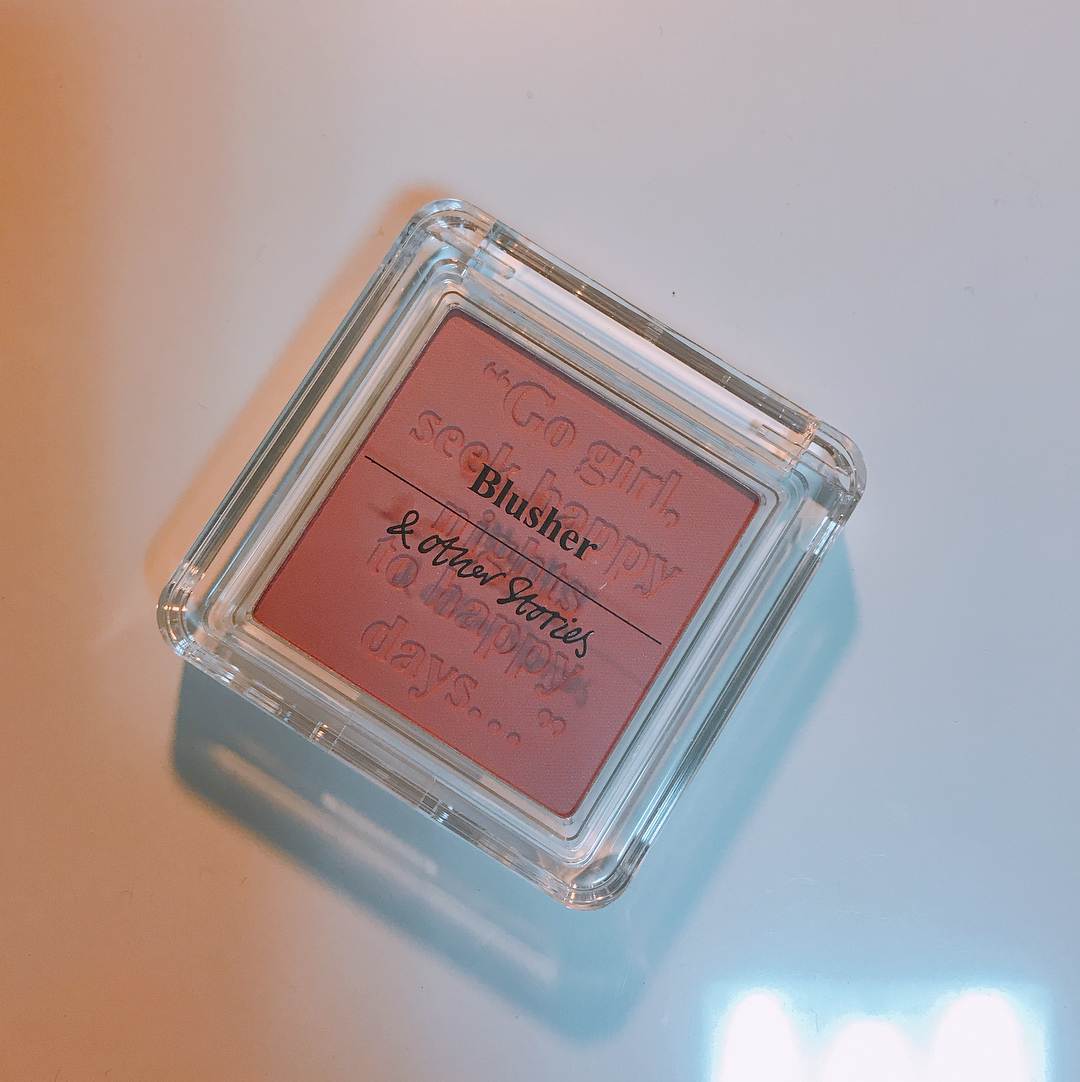 “Go girl,
seek happy
nights
to happy
days...”
Blusher
& other Stories